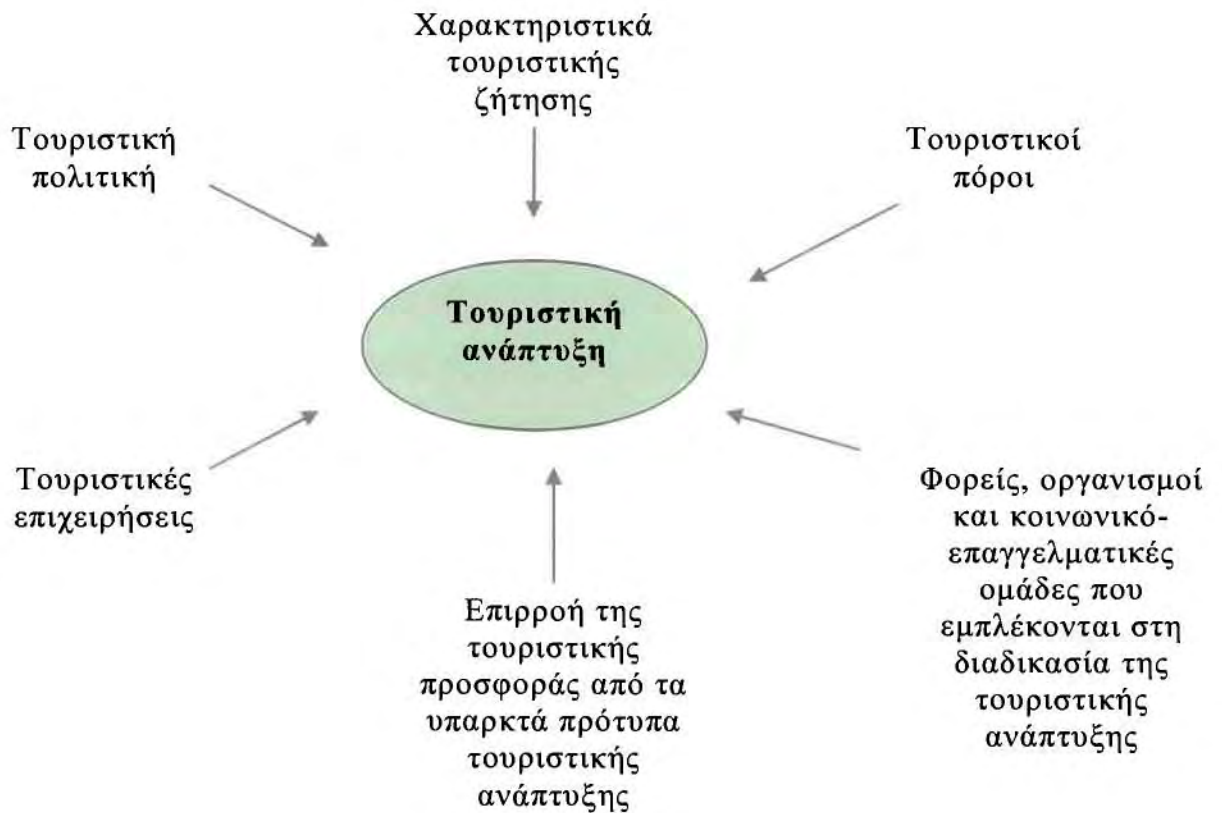 Χαρακτηριστικά
τουριστικής
ζήτησης
Τουριστική
πολιτική
Τουριστικοί
πόροι
Τουριστική
ανάπτυξη
Τουριστικές
επιχειρήσεις
Φορείς, οργανισμοί
και κοινωνικό-
επαγγελματικές
ομάδες που
εμπλέκονται στη
διαδικασία της
τουριστικής
ανάπτυξης
Επιρροή της
τουριστικής
προσφοράς από τα
υπαρκτά πρότυπα
τουριστικής
ανάπτυξης